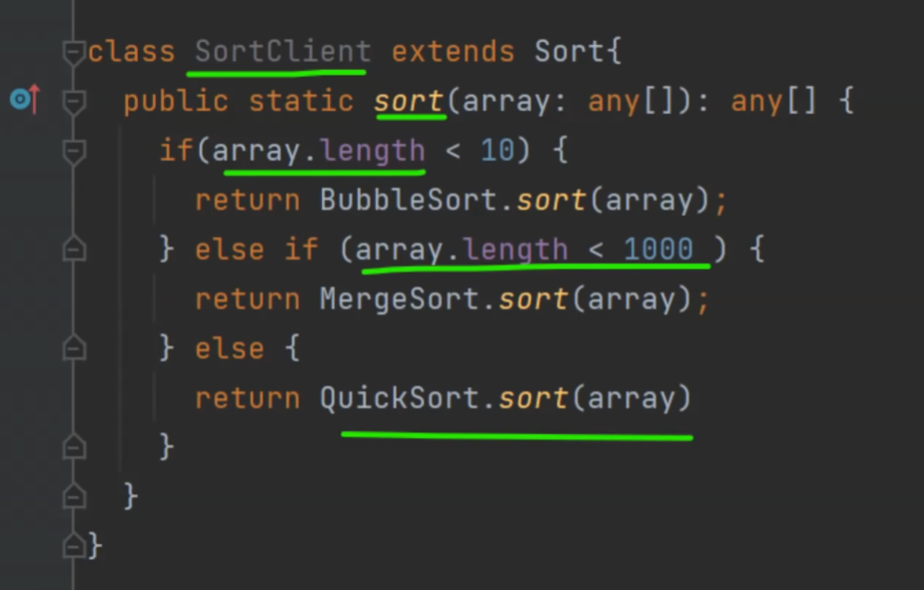 class SortClient extends Sort{
public static sort(array: any[]): any[] {
if(array.length < 10) {
return BubbleSort.sort(array);
} else if (array.length < 1000 ) {
return MergeSort.sort(array);
} else {
return QuickSort.sort(array)
}
}
}